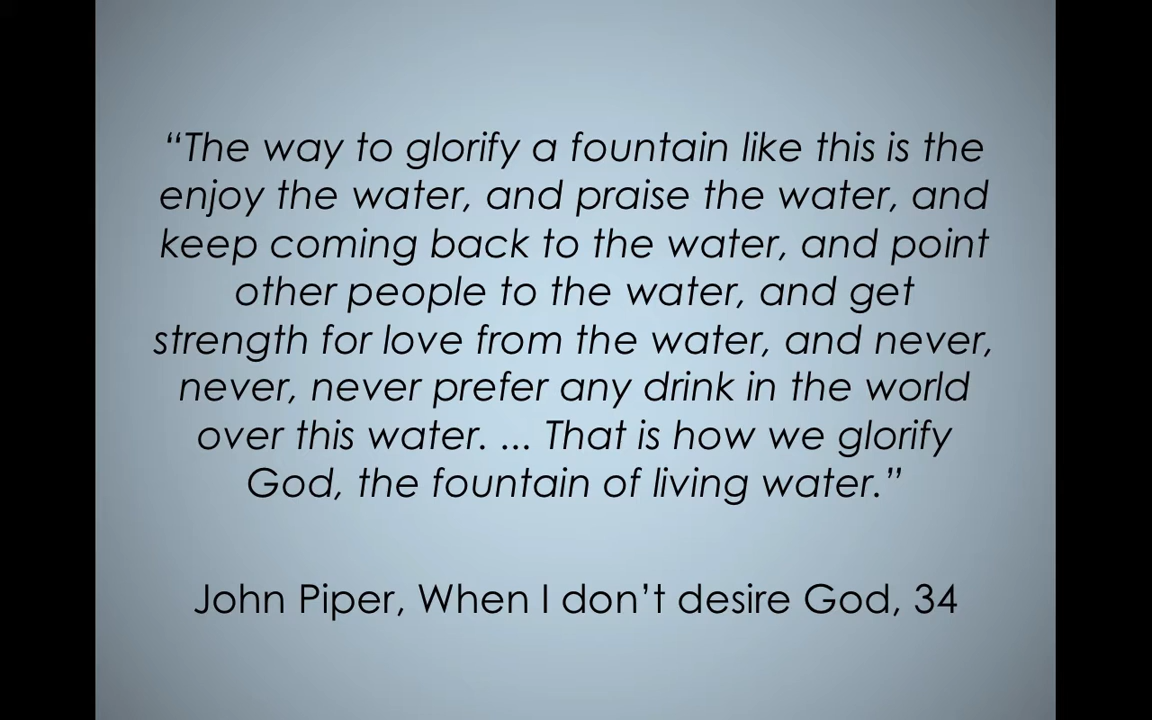 “The way to glorify a fountain like this is the
enjoy the water, and praise the water, and
keep coming back to the water, and point
other people to the water, and get
strength for love from the water, and never,
never, never prefer any drink in the world
over this water. ... That is how we glorify
God, the fountain of living water.”
John Piper, When I don’t desire God, 34